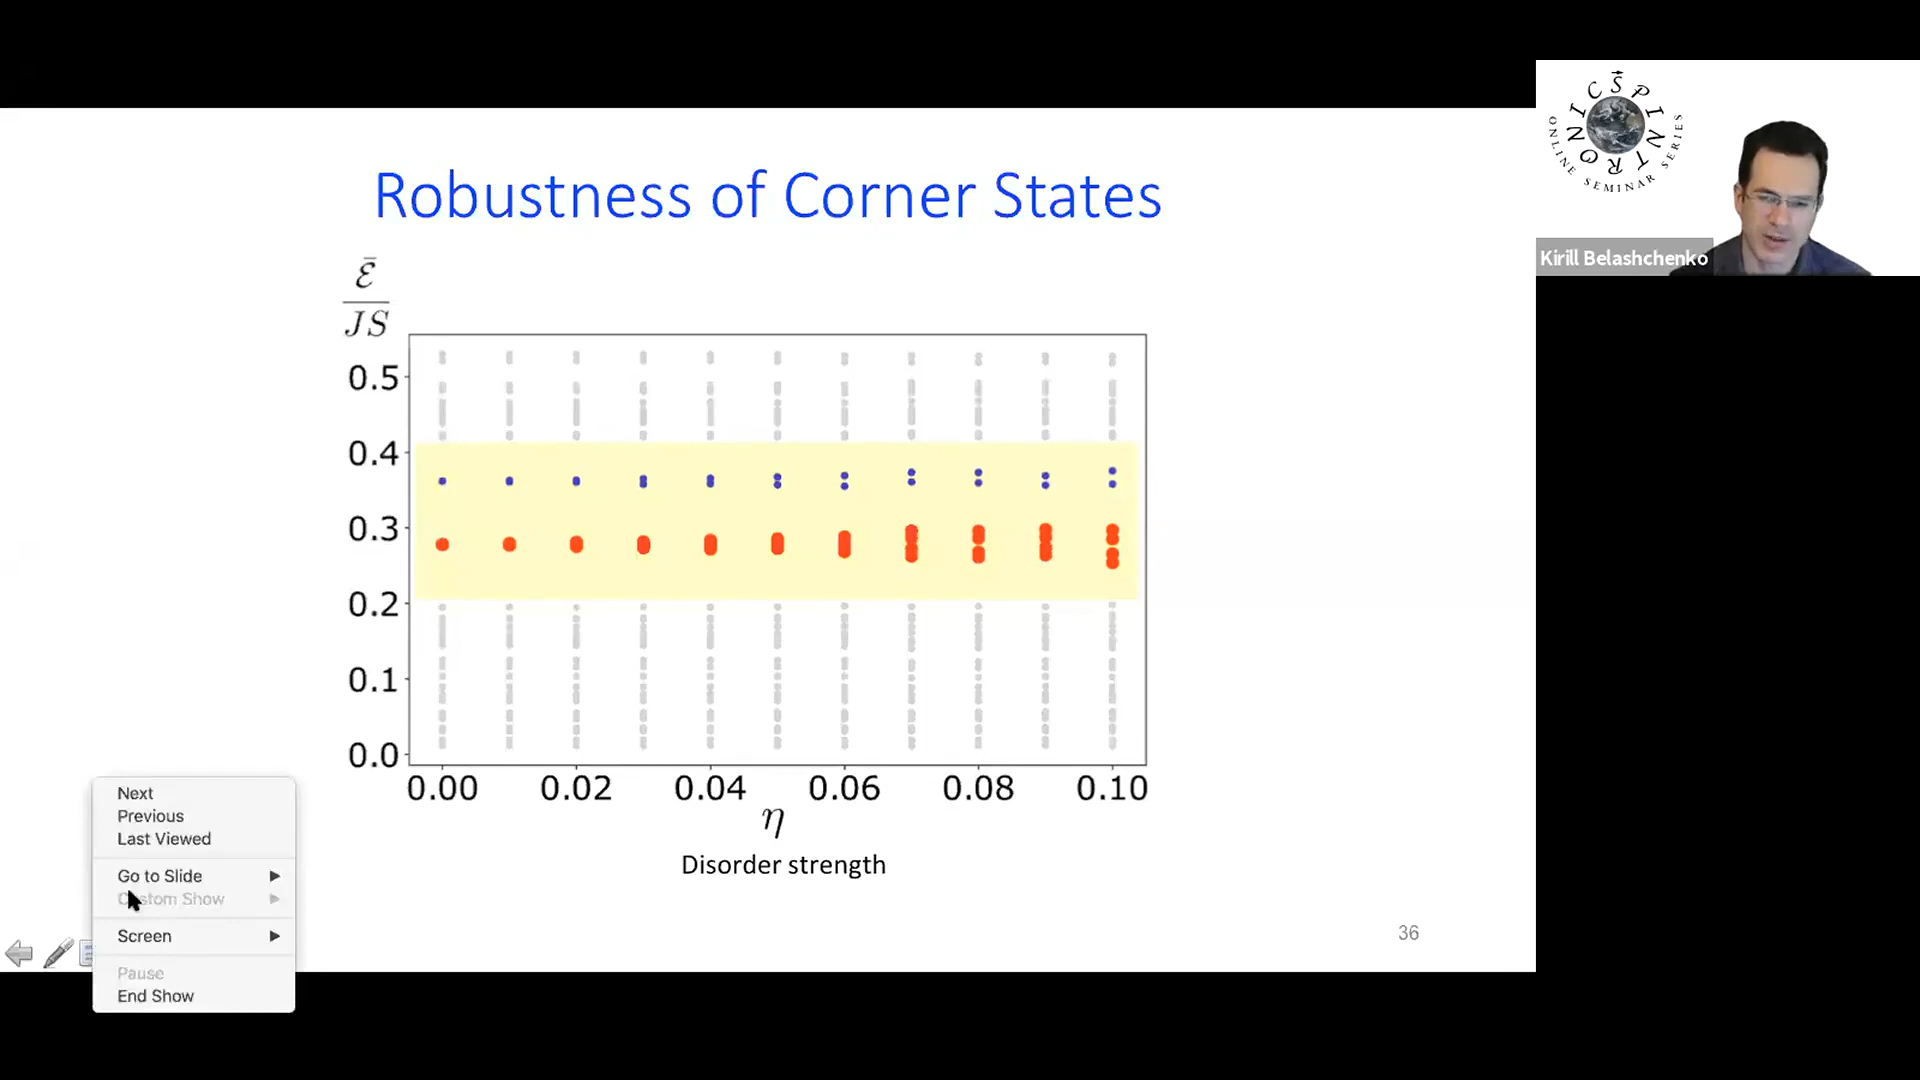 Robustness of Corner States
ℰ̄
JS
0.5
0.4
0.3
0.2
0.1
0.0
0.00 0.02 0.04 0.06 0.08 0.10
η
Disorder strength
36
Next
Previous
Last Viewed
Go to Slide
Custom Show
Screen
Pause
End Show
SPINTRONICS
ONLINE SEMINAR SERIES
Kirill Belashchenko